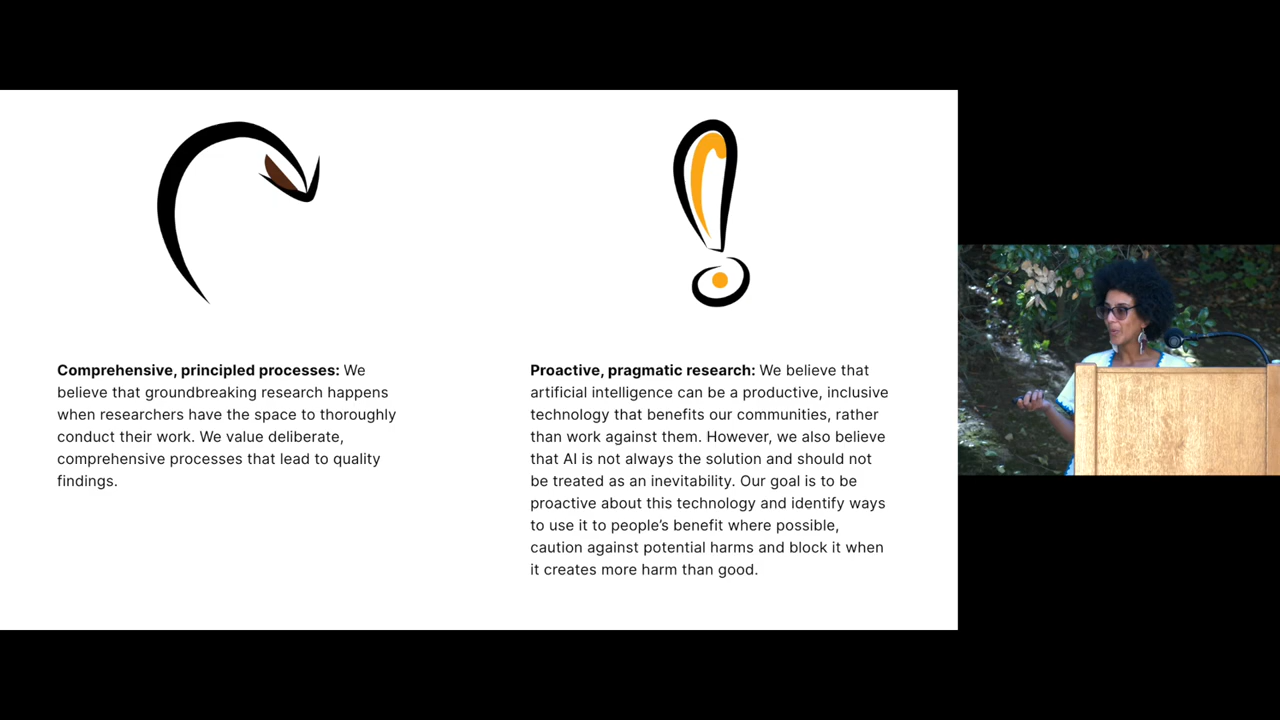 Comprehensive, principled processes: We
believe that groundbreaking research happens
when researchers have the space to thoroughly
conduct their work. We value deliberate,
comprehensive processes that lead to quality
findings.
Proactive, pragmatic research: We believe that
artificial intelligence can be a productive, inclusive
technology that benefits our communities, rather
than work against them. However, we also believe
that AI is not always the solution and should not
be treated as an inevitability. Our goal is to be
proactive about this technology and identify ways
to use it to people’s benefit where possible,
caution against potential harms and block it when
it creates more harm than good.